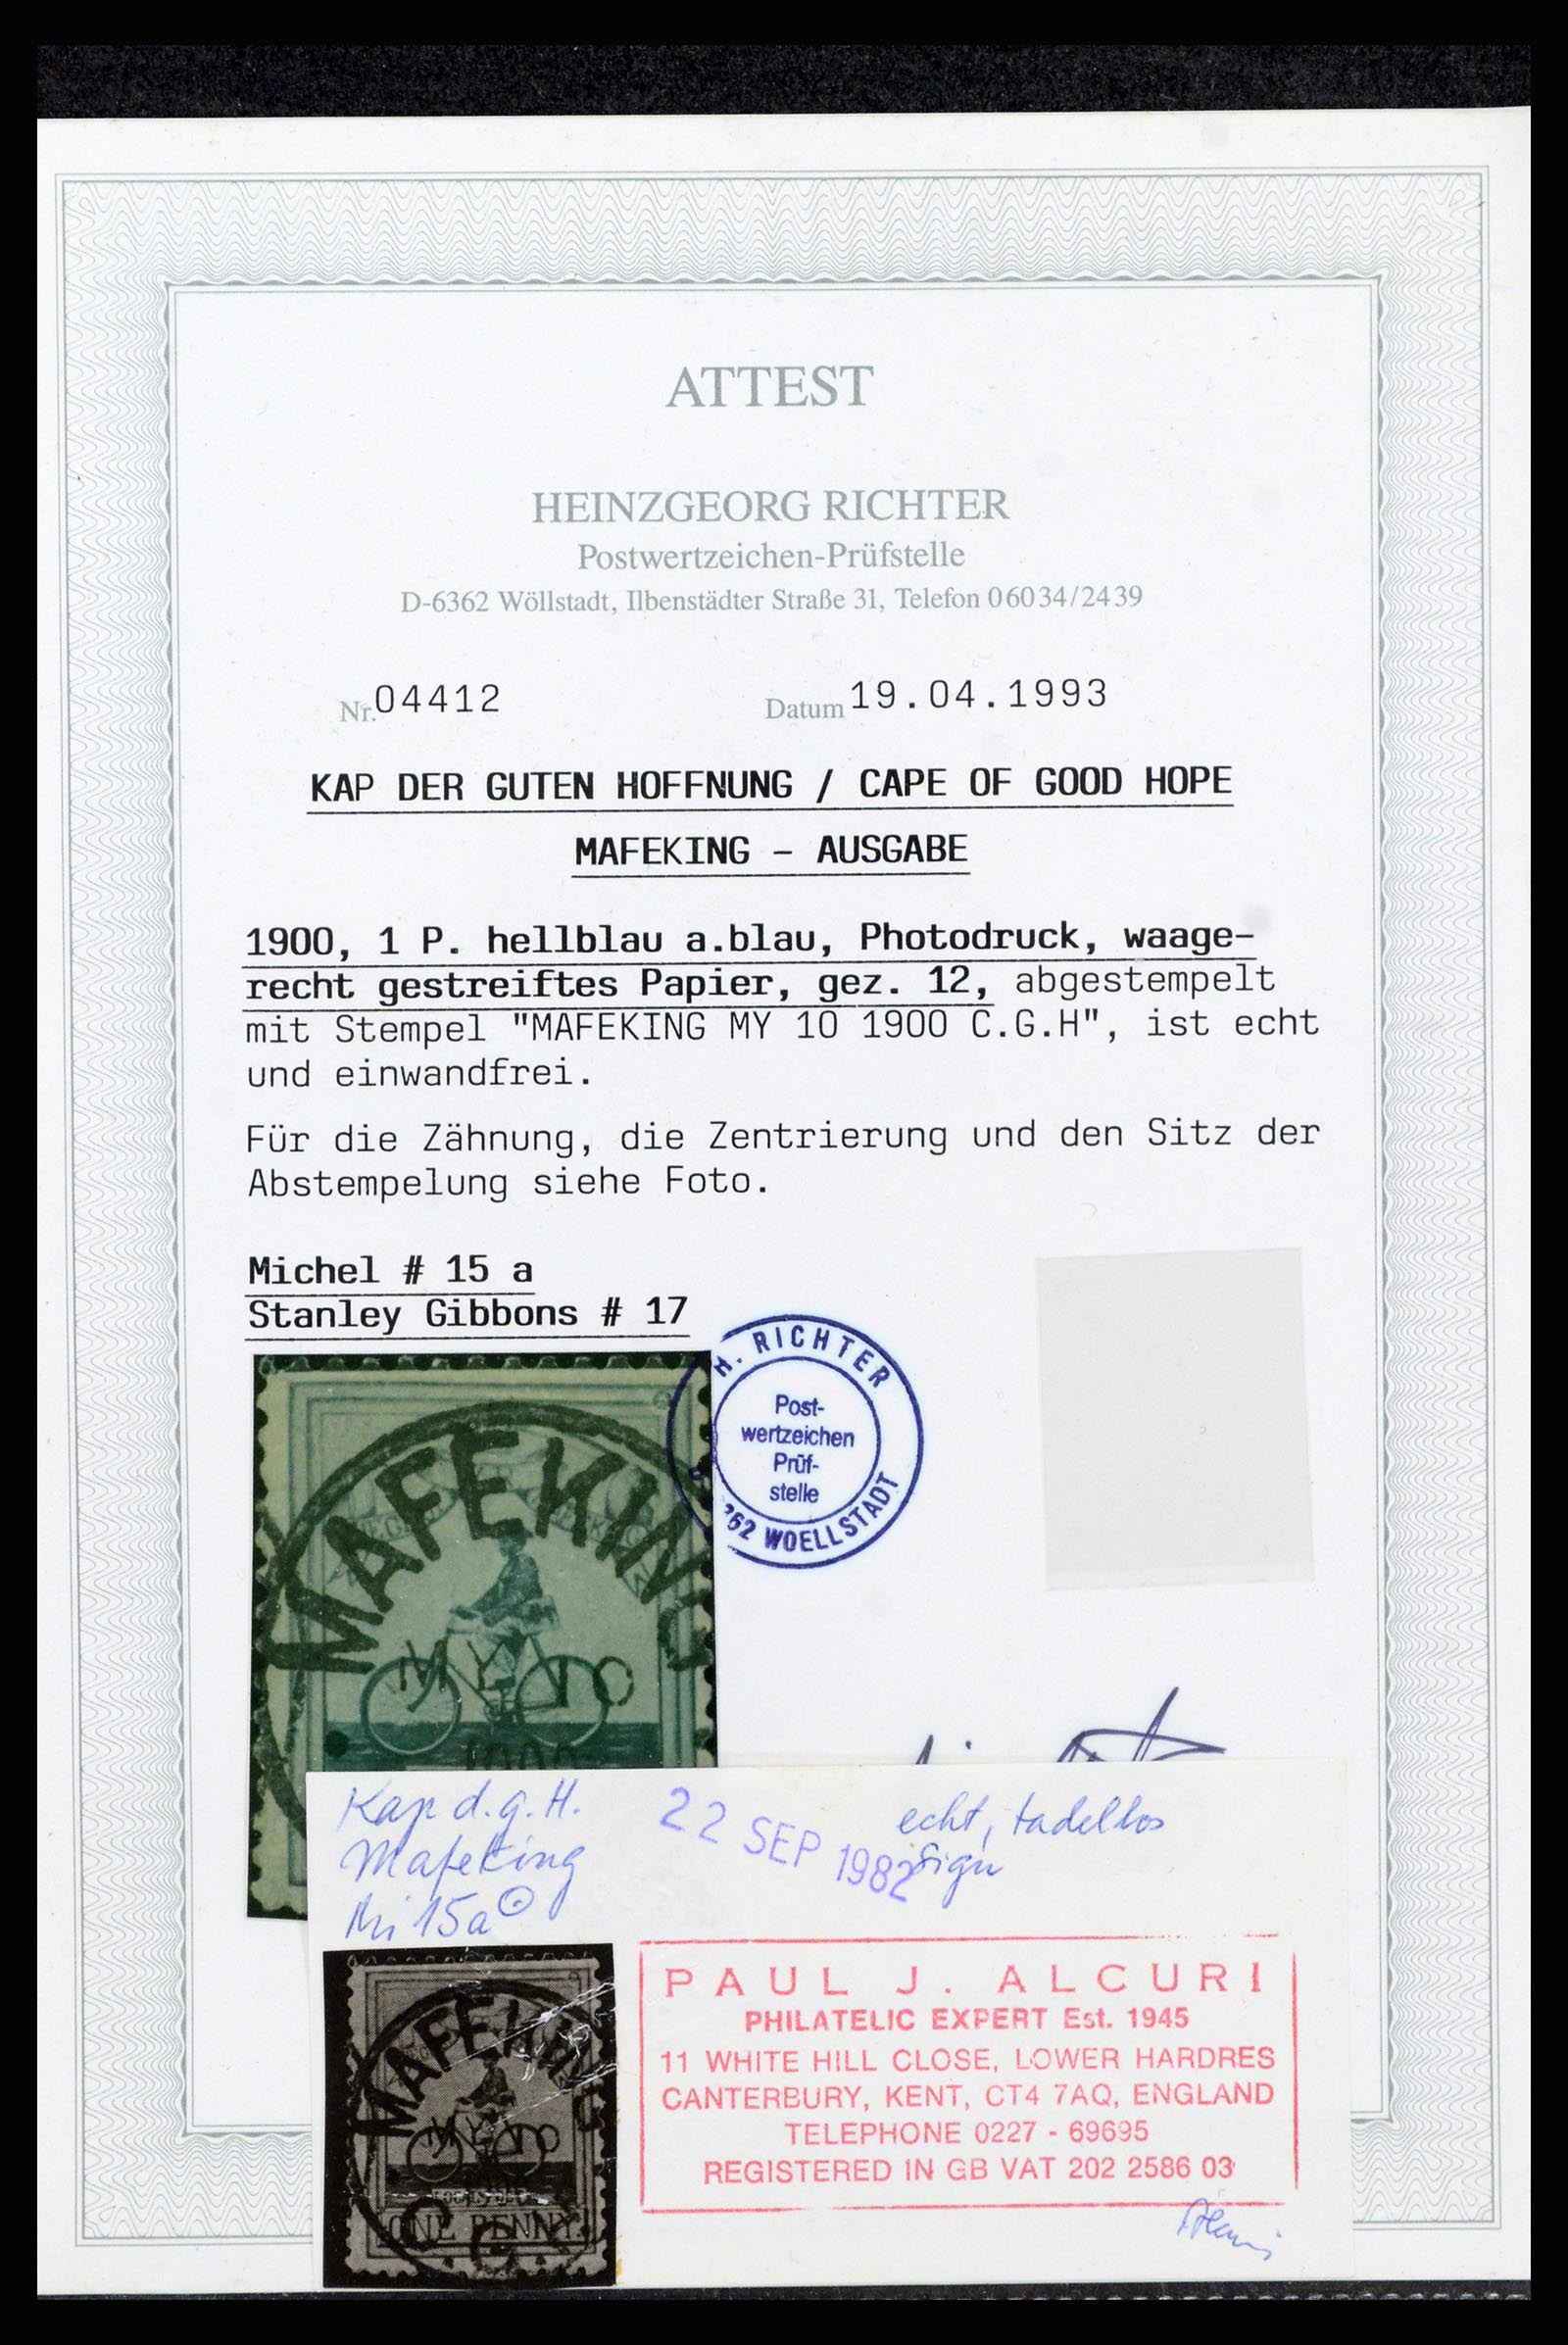 ATTEST
HEINZGEORG RICHTER
Postwertzeichen-Prüfstelle
D-6362 Wöllstadt, Ilbenstädter Straße 31, Telefon 06034/2439
Nr. 04412 Datum 19.04.1993
KAP DER GUTEN HOFFNUNG / CAPE OF GOOD HOPE
MAFEKING - AUSGABE
1900, 1 P. hellblau a.blau, Photodruck, waage-
recht gestreiftes Papier, gez. 12, abgestempelt
mit Stempel "MAFEKING MY 10 1900 C.G.H", ist echt
und einwandfrei.
Für die Zähnung, die Zentrierung und den Sitz der
Abstempelung siehe Foto.
Michel # 15 a
Stanley Gibbons # 17
H. RICHTER
Post-
wertzeichen
Prüf-
stelle
362 WOELLSTADT
MAFEKING
MY 10
1900
Kap d.g.H.
Mafeking
Mi 15a
22 SEP 1982
echt, tadellos
sign
MAFEKING
MY 10
ONE PENNY.
C.G.
PAUL J. ALCURI
PHILATELIC EXPERT Est. 1945
11 WHITE HILL CLOSE, LOWER HARDRES
CANTERBURY, KENT, CT4 7AQ, ENGLAND
TELEPHONE 0227 - 69695
REGISTERED IN GB VAT 202 2586 03